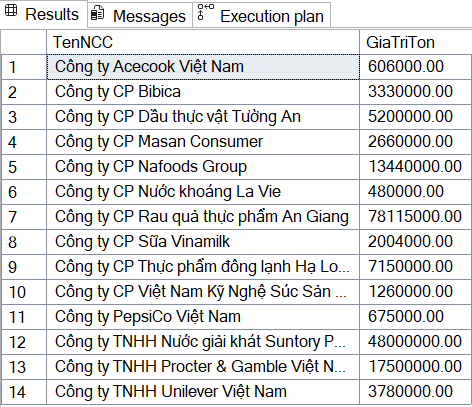 Results Messages Execution plan
TenNCC GiaTriTon
1 Công ty Acecook Việt Nam 606000.00
2 Công ty CP Bibica 3330000.00
3 Công ty CP Dầu thực vật Tường An 5200000.00
4 Công ty CP Masan Consumer 2660000.00
5 Công ty CP Nafoods Group 13440000.00
6 Công ty CP Nước khoáng La Vie 480000.00
7 Công ty CP Rau quả thực phẩm An Giang 78115000.00
8 Công ty CP Sữa Vinamilk 2004000.00
9 Công ty CP Thực phẩm đông lạnh Hạ Lo... 7150000.00
10 Công ty CP Việt Nam Kỹ Nghệ Súc Sản ... 1260000.00
11 Công ty PepsiCo Việt Nam 675000.00
12 Công ty TNHH Nước giải khát Suntory P... 48000000.00
13 Công ty TNHH Procter & Gamble Việt N... 17500000.00
14 Công ty TNHH Unilever Việt Nam 3780000.00